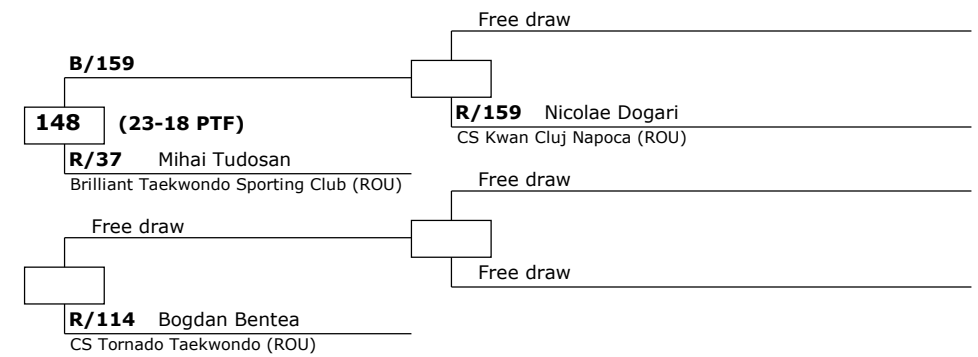 Free draw
B/159
R/159 Nicolae Dogari
148 (23-18 PTF)
CS Kwan Cluj Napoca (ROU)
R/37 Mihai Tudosan
Brilliant Taekwondo Sporting Club (ROU)
Free draw
Free draw
Free draw
R/114 Bogdan Bentea
CS Tornado Taekwondo (ROU)